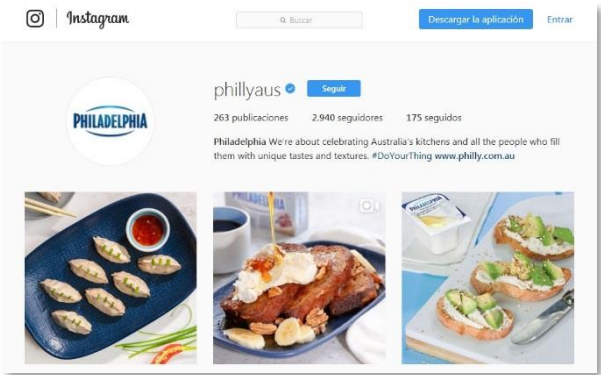 Instagram
Buscar
Descargar la aplicación
Entrar
PHILADELPHIA
phillyaus
Seguir
263 publicaciones 2.940 seguidores 175 seguidos
Philadelphia We're about celebrating Australia's kitchens and all the people who fill
them with unique tastes and textures. #DoYourThing www.philly.com.au
PHILADELPHIA
PHILADELPHIA